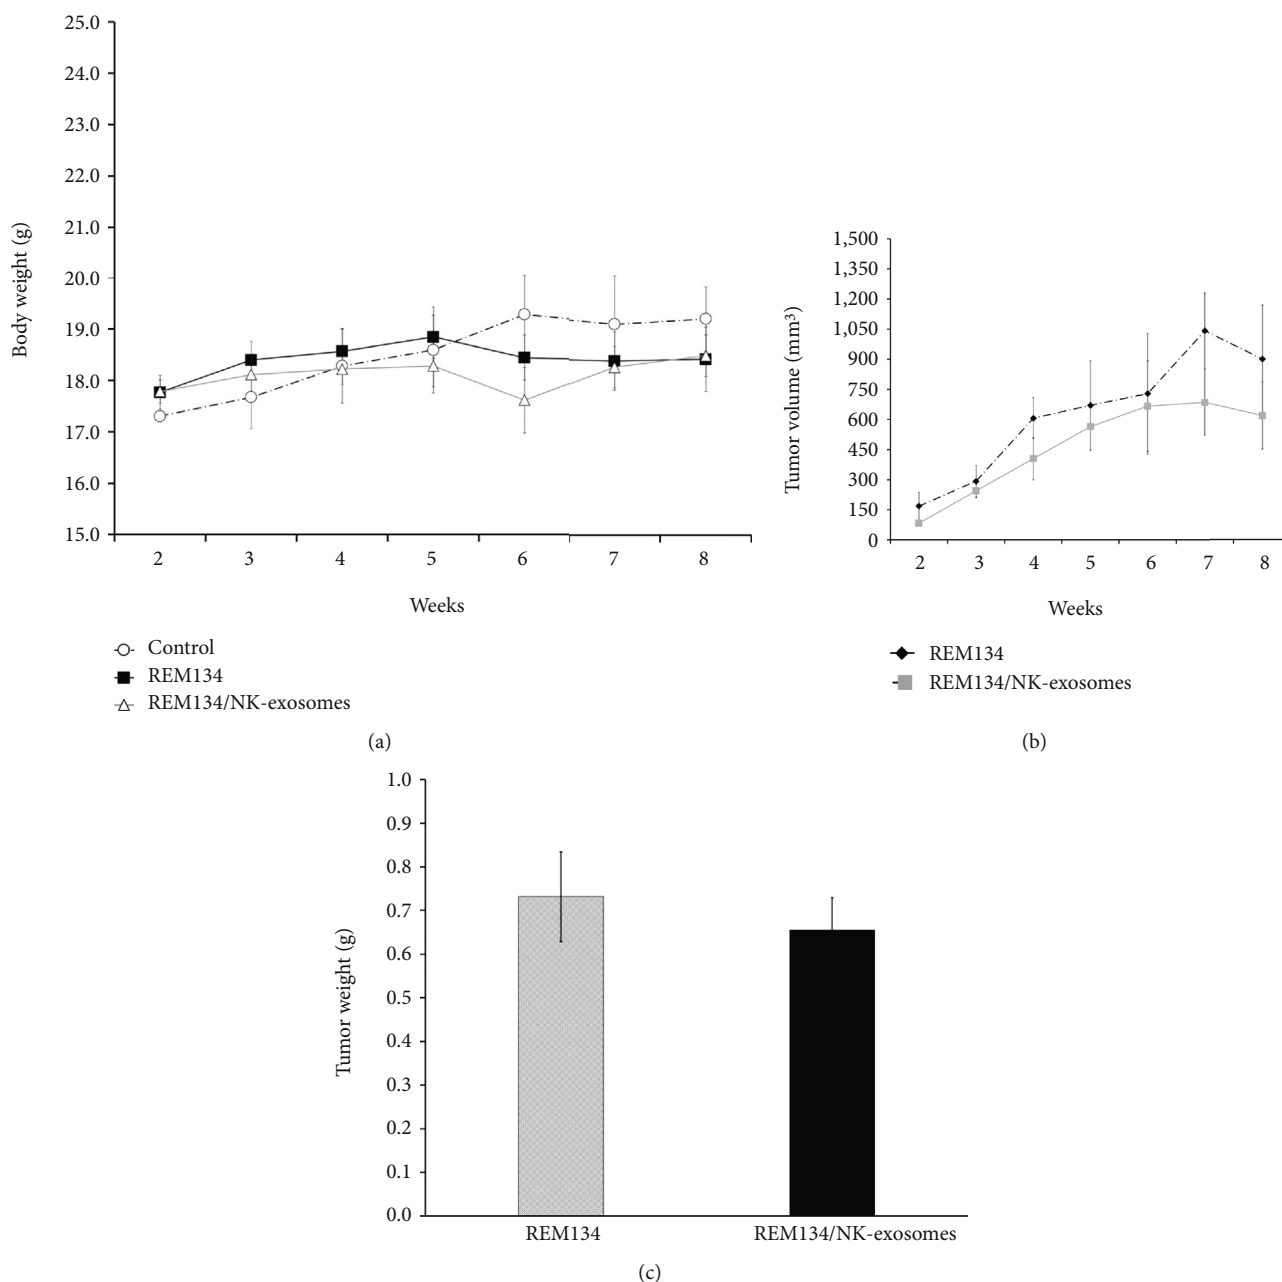 25.0
24.0
23.0
22.0
21.0
20.0
19.0
18.0
17.0
16.0
15.0
Body weight (g)
2 3 4 5 6 7 8
Weeks
Control
REM134
REM134/NK-exosomes
(a)
1,500
1,350
1,200
1,050
900
750
600
450
300
150
0
Tumor volume (mm³)
2 3 4 5 6 7 8
Weeks
REM134
REM134/NK-exosomes
(b)
1.0
0.9
0.8
0.7
0.6
0.5
0.4
0.3
0.2
0.1
0.0
Tumor weight (g)
REM134 REM134/NK-exosomes
(c)